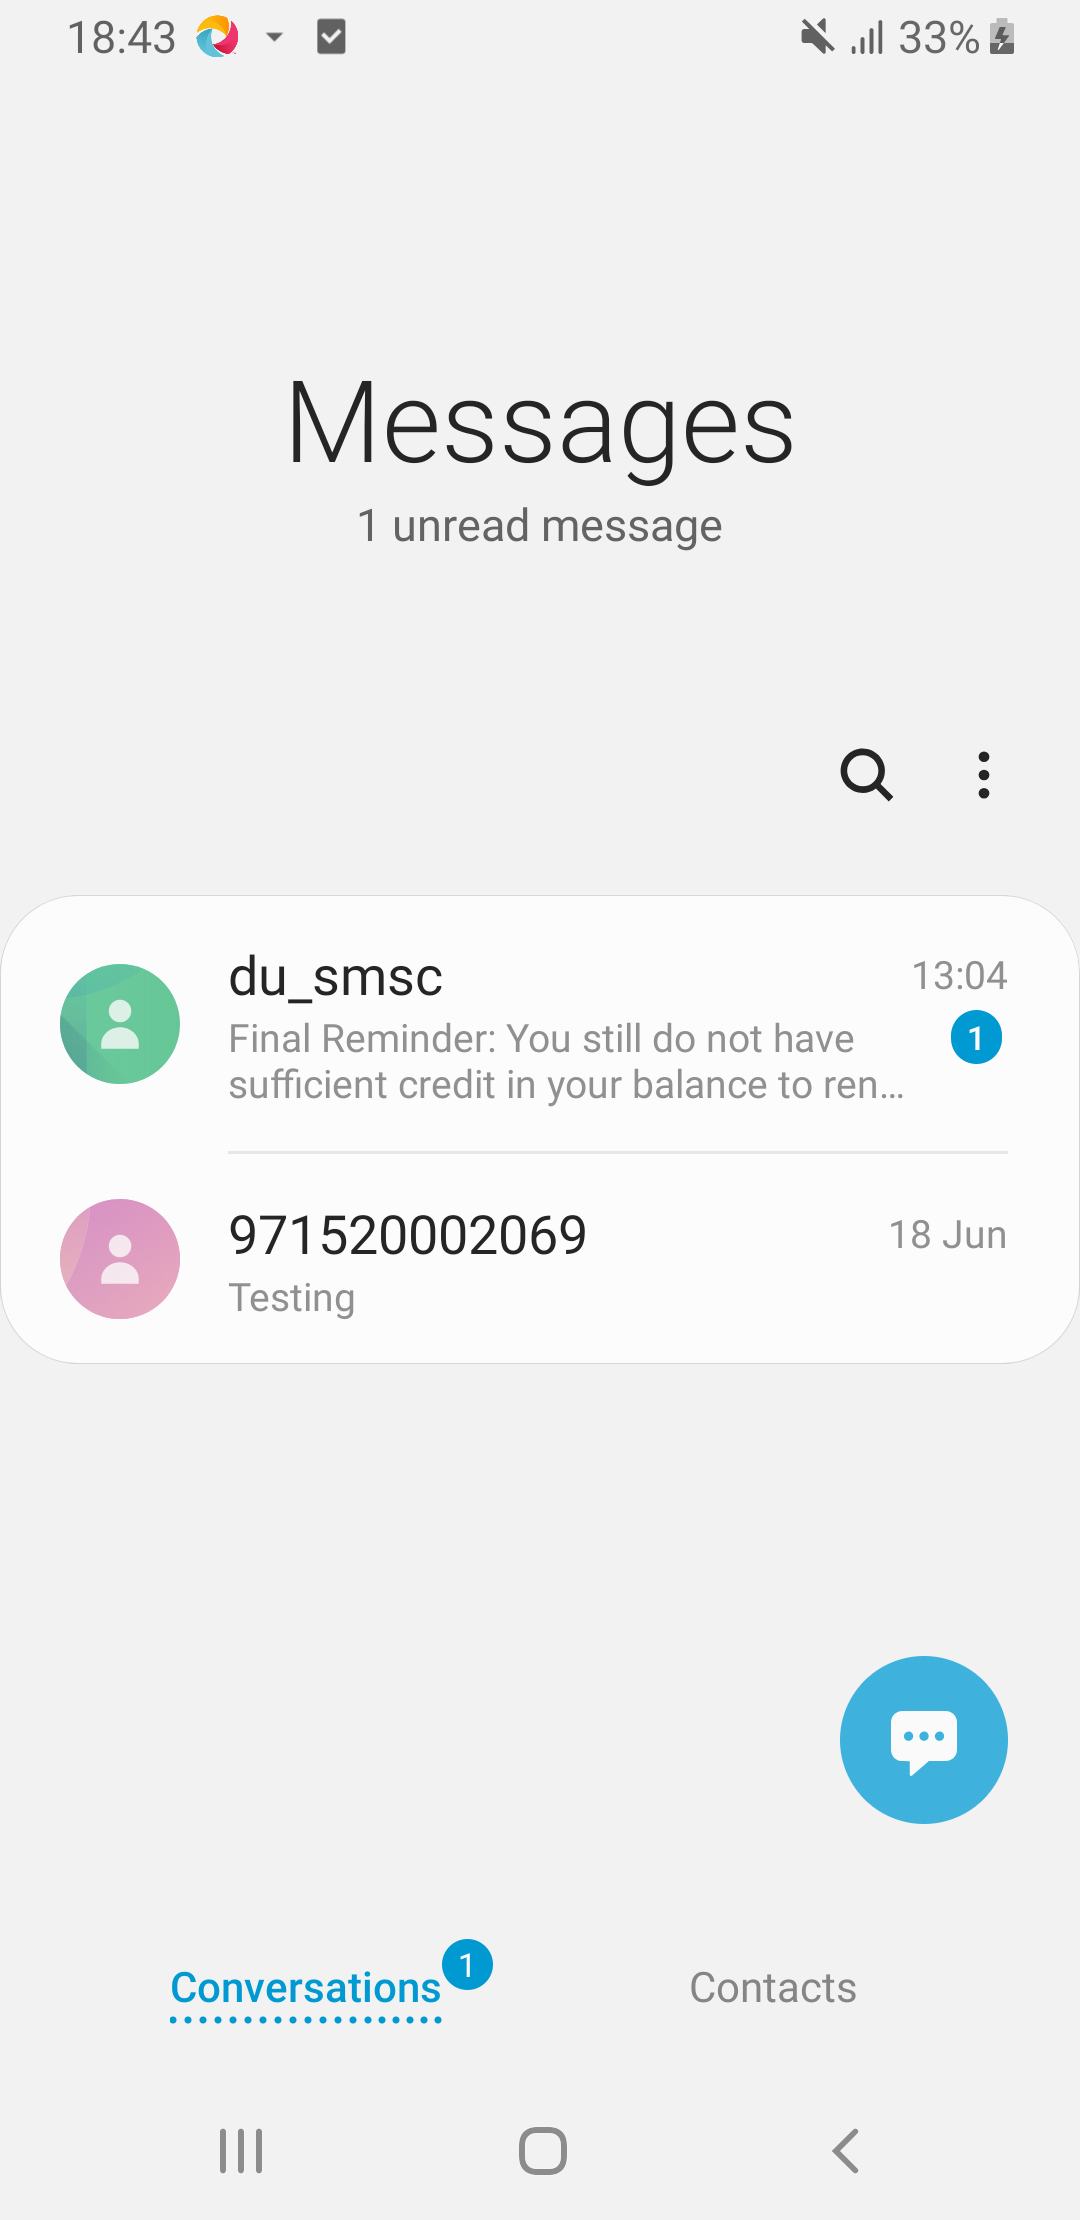 18:43
33%
Messages
1 unread message
du_smsc
13:04
Final Reminder: You still do not have
1
sufficient credit in your balance to ren...
971520002069
18 Jun
Testing
Conversations
1
Contacts